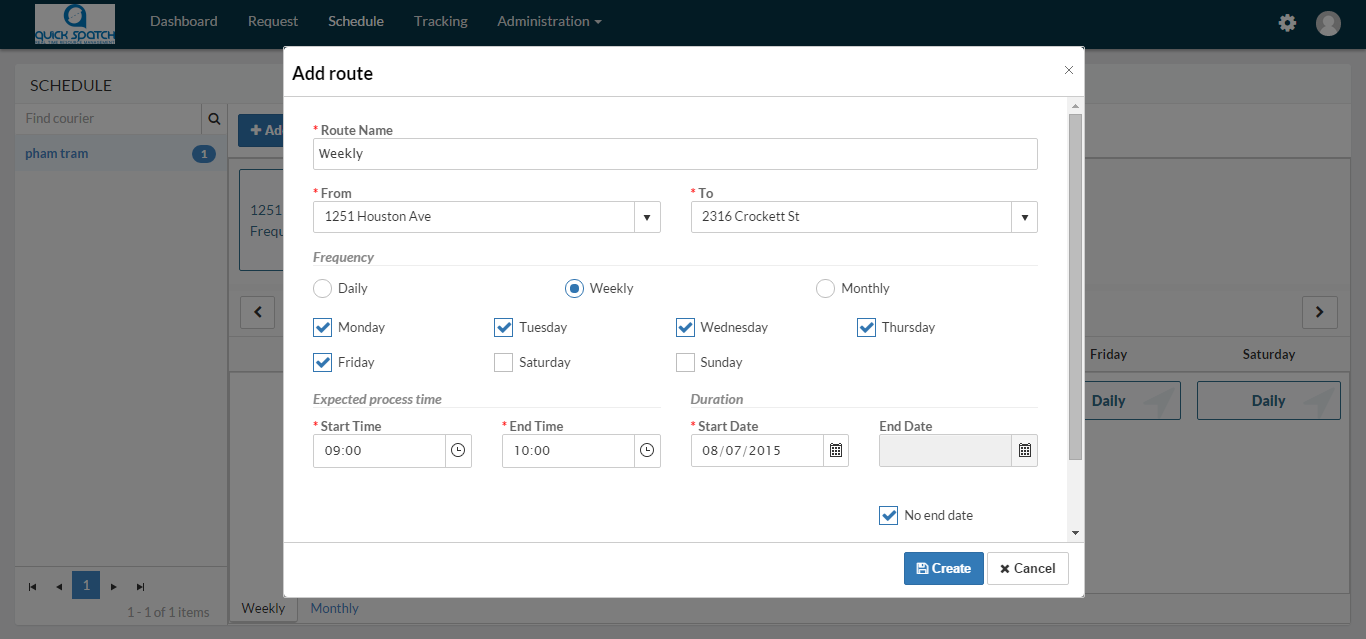 QUICK SPATCH
Dashboard Request Schedule Tracking Administration
SCHEDULE
Find courier
pham tram 1
Ad
1251
Frequ
Add route
* Route Name
Weekly
* From * To
1251 Houston Ave 2316 Crockett St
Frequency
Daily Weekly Monthly
Monday Tuesday Wednesday Thursday
Friday Saturday Sunday
Expected process time Duration
* Start Time * End Time * Start Date End Date
09:00 10:00 08/07/2015
No end date
Create Cancel
Friday Saturday
Daily Daily
1
1 - 1 of 1 items
Weekly Monthly